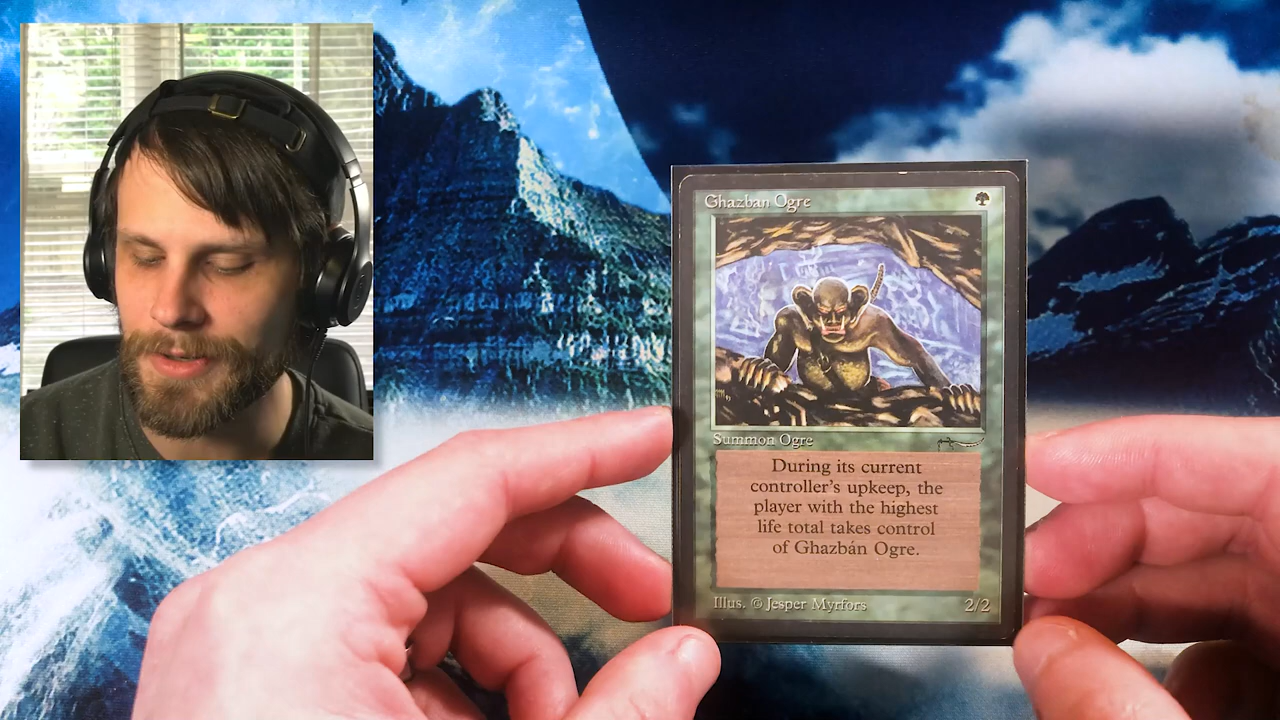 Ghazbán Ogre
Summon Ogre
During its current
controller's upkeep, the
player with the highest
life total takes control
of Ghazbán Ogre.
Illus. © Jesper Myrfors
2/2